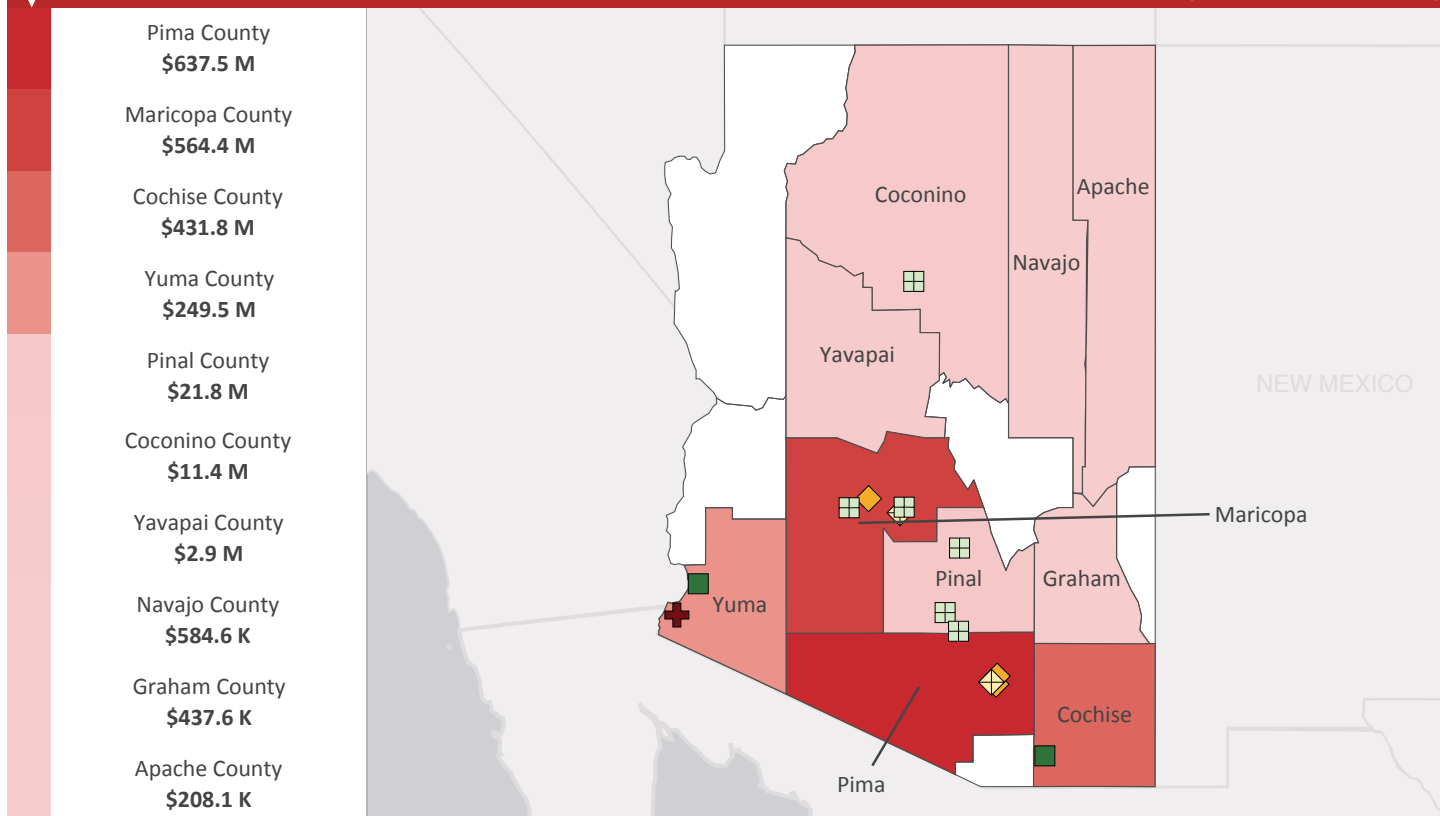 Pima County
$637.5 M
Maricopa County
$564.4 M
Cochise County
$431.8 M
Yuma County
$249.5 M
Pinal County
$21.8 M
Coconino County
$11.4 M
Yavapai County
$2.9 M
Navajo County
$584.6 K
Graham County
$437.6 K
Apache County
$208.1 K
Coconino
Apache
Navajo
Yavapai
NEW MEXICO
Maricopa
Pinal
Graham
Yuma
Cochise
Pima